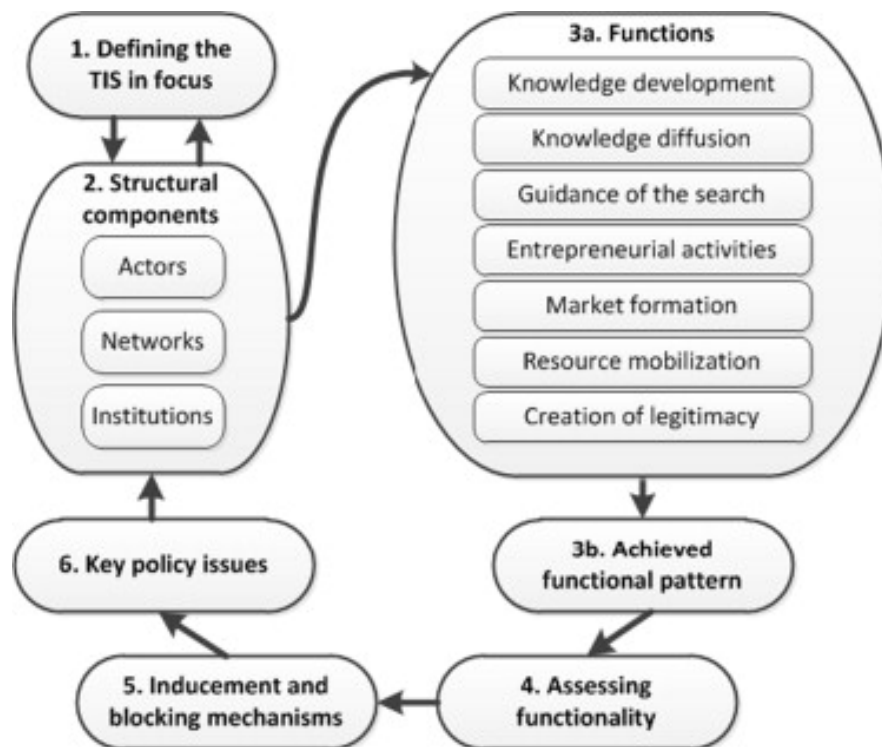 1. Defining the
TIS in focus
2. Structural
components
Actors
Networks
Institutions
3a. Functions
Knowledge development
Knowledge diffusion
Guidance of the search
Entrepreneurial activities
Market formation
Resource mobilization
Creation of legitimacy
3b. Achieved
functional pattern
4. Assessing
functionality
5. Inducement and
blocking mechanisms
6. Key policy issues